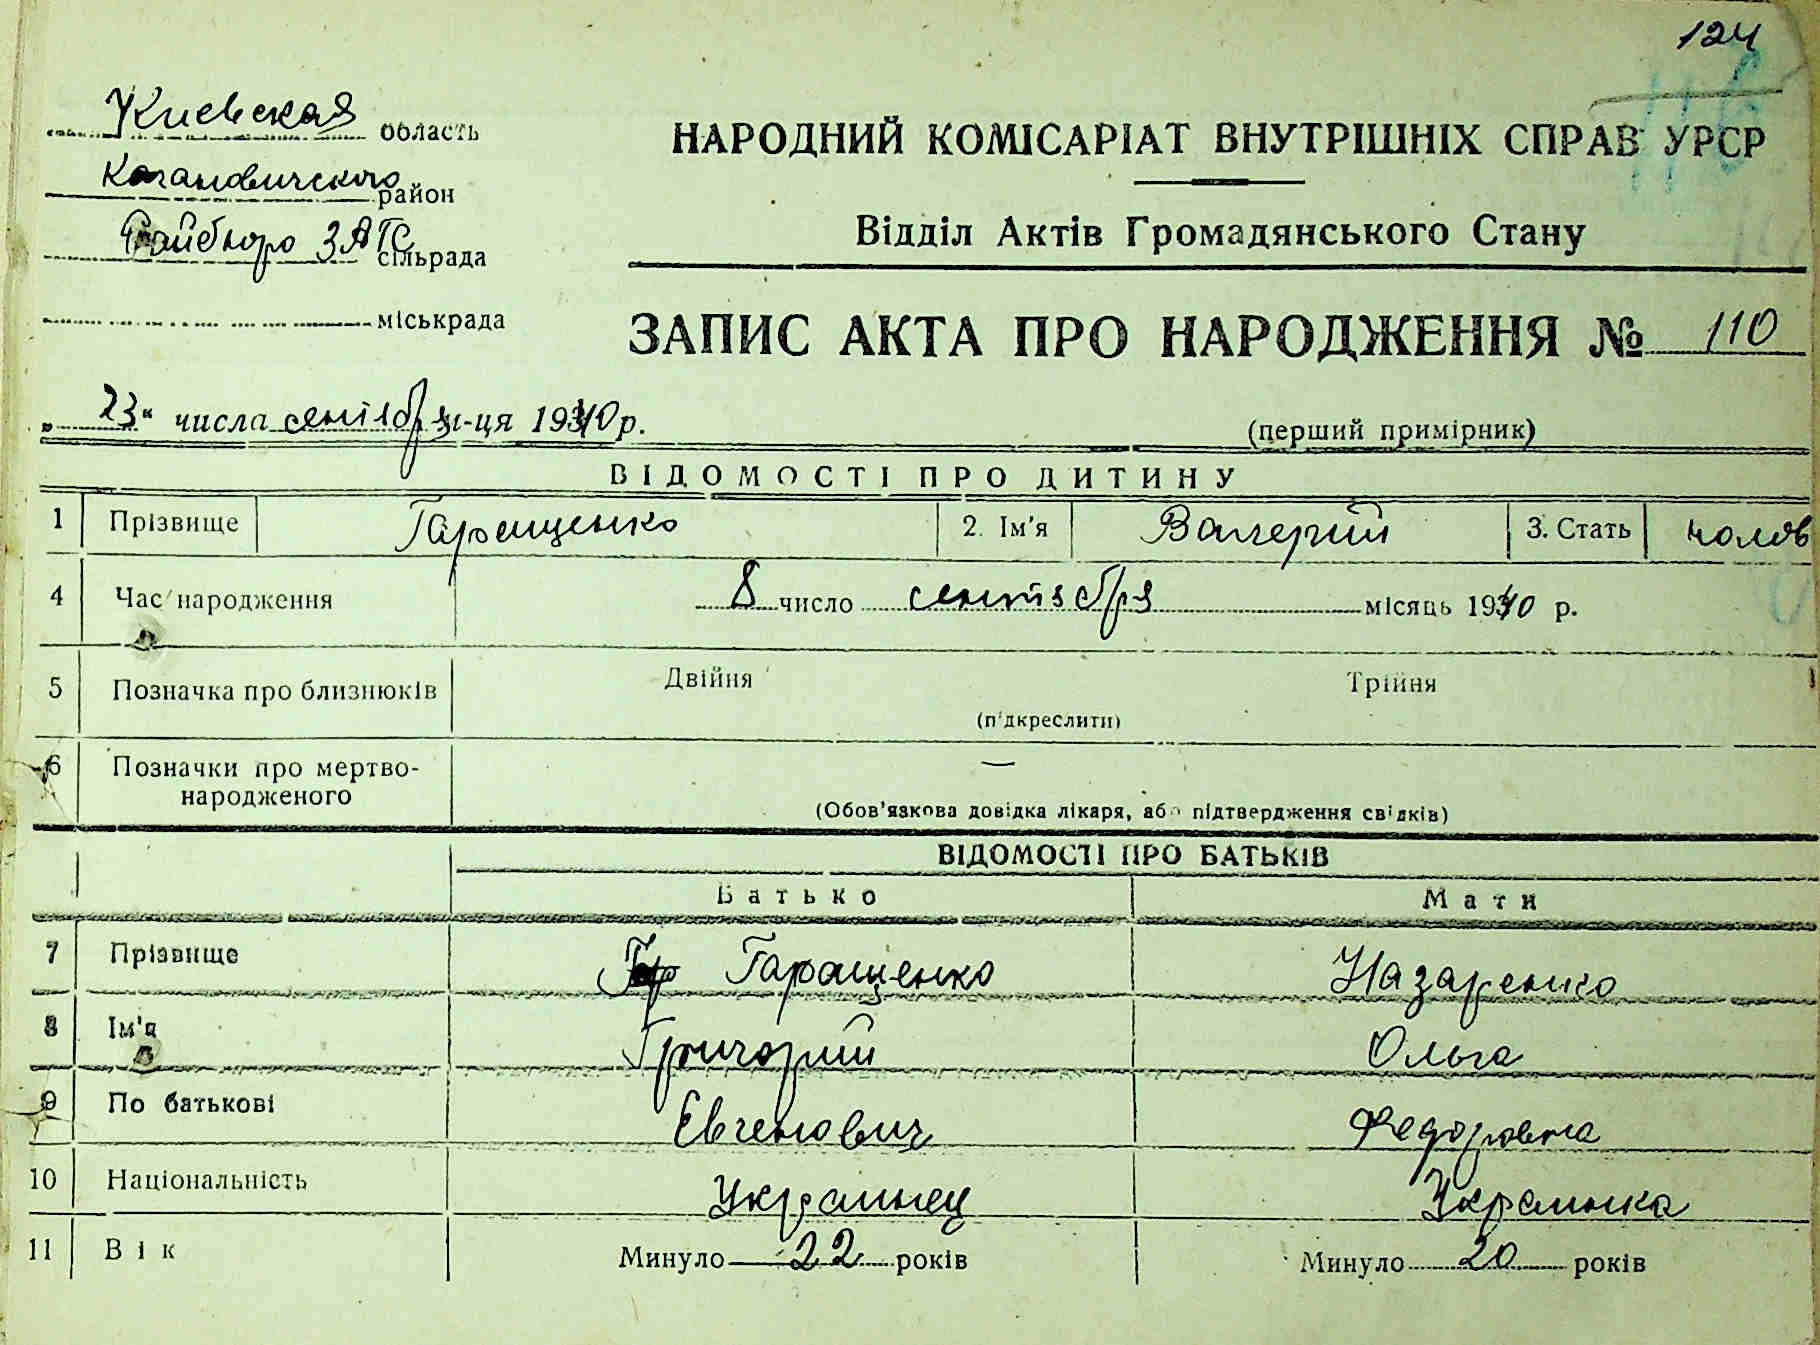 124
116
Киевская область
Кагановичского район
Райбюро ЗАГС сільрада
міськрада
НАРОДНИЙ КОМІСАРІАТ ВНУТРІШНІХ СПРАВ УРСР
Відділ Актів Громадянського Стану
ЗАПИС АКТА ПРО НАРОДЖЕННЯ № 110
„ 23 " числа сентября м-ця 1940 р.
(перший примірник)
ВІДОМОСТІ ПРО ДИТИНУ
1 Прізвище Гаращенко 2. Ім'я Валерий 3. Стать чолов
4 Час народження 8 число сентября місяць 1940 р.
5 Позначка про близнюків Двійня Трійня
(підкреслити)
6 Позначки про мертво-
народженого —
(Обов'язкова довідка лікаря, або підтвердження свідків)
ВІДОМОСТІ ПРО БАТЬКІВ
Батько Мати
7 Прізвище Гаращенко Назаренко
8 Ім'я Григорий Ольга
9 По батькові Евгенович Федоровна
10 Національність Украинец Украинка
11 Вік Минуло 22 років Минуло 20 років